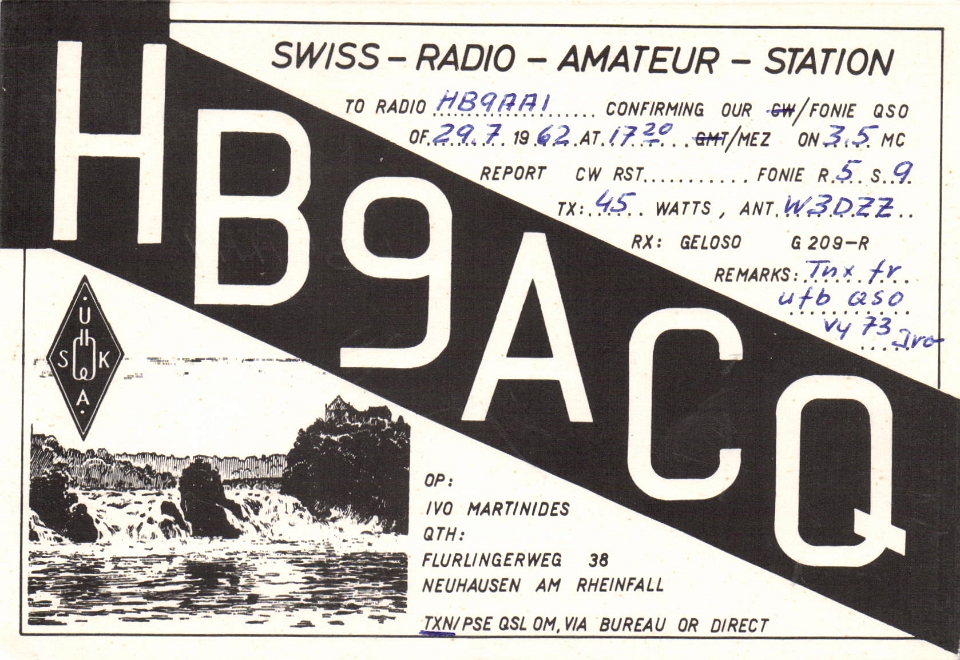 SWISS – RADIO – AMATEUR – STATION
TO RADIO HB9AAI CONFIRMING OUR CW/FONIE QSO
OF 29.7 1962 AT 17.20 GMT/MEZ ON 3.5 MC
REPORT CW RST........... FONIE R.5 S.9
TX: 45 WATTS, ANT. W3DZZ
RX: GELOSO G 209-R
REMARKS: Tnx fr
ufb QSO
vy 73 Ivo
HB9ACQ
U
S K
A
OP:
IVO MARTINIDES
QTH:
FLURLINGERWEG 38
NEUHAUSEN AM RHEINFALL
TXN/PSE QSL OM, VIA BUREAU OR DIRECT